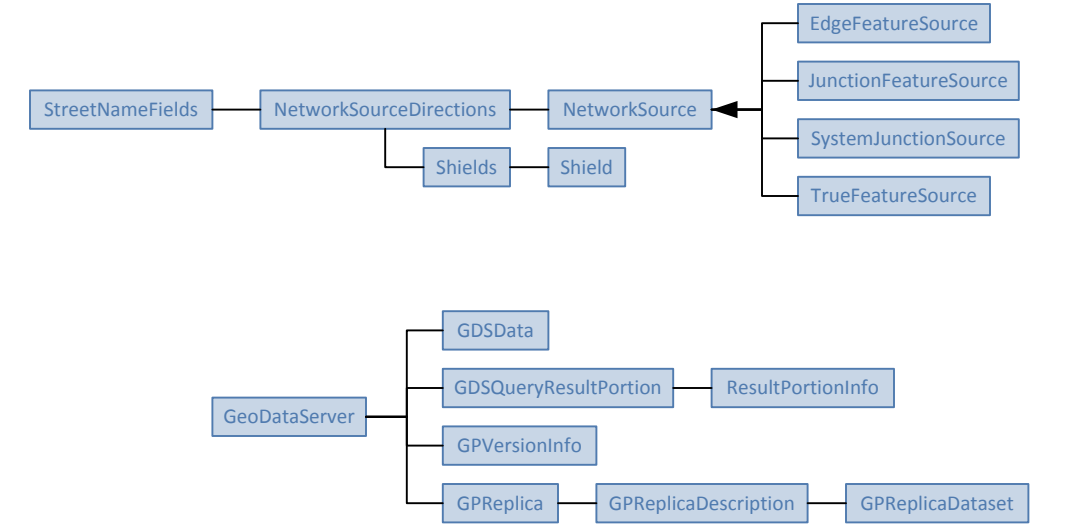 EdgeFeatureSource
JunctionFeatureSource
StreetNameFields
NetworkSourceDirections
NetworkSource
SystemJunctionSource
Shields
Shield
TrueFeatureSource
GDSData
GDSQueryResultPortion
ResultPortionInfo
GeoDataServer
GPVersionInfo
GPReplica
GPReplicaDescription
GPReplicaDataset